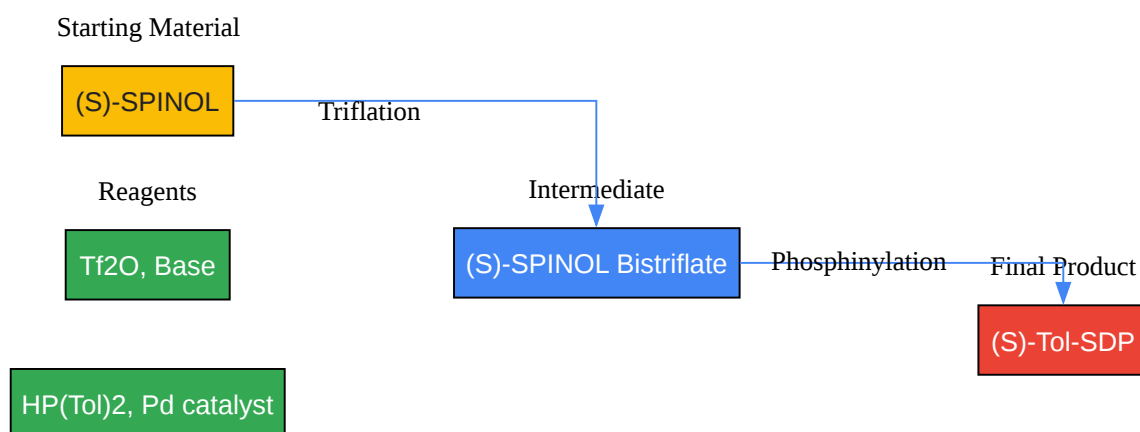 Starting Material
(S)-SPINOL
Triflation
Reagents
Intermediate
Tf2O, Base
(S)-SPINOL Bistriflate
Phosphinylation
Final Product
(S)-Tol-SDP
HP(Tol)2, Pd catalyst